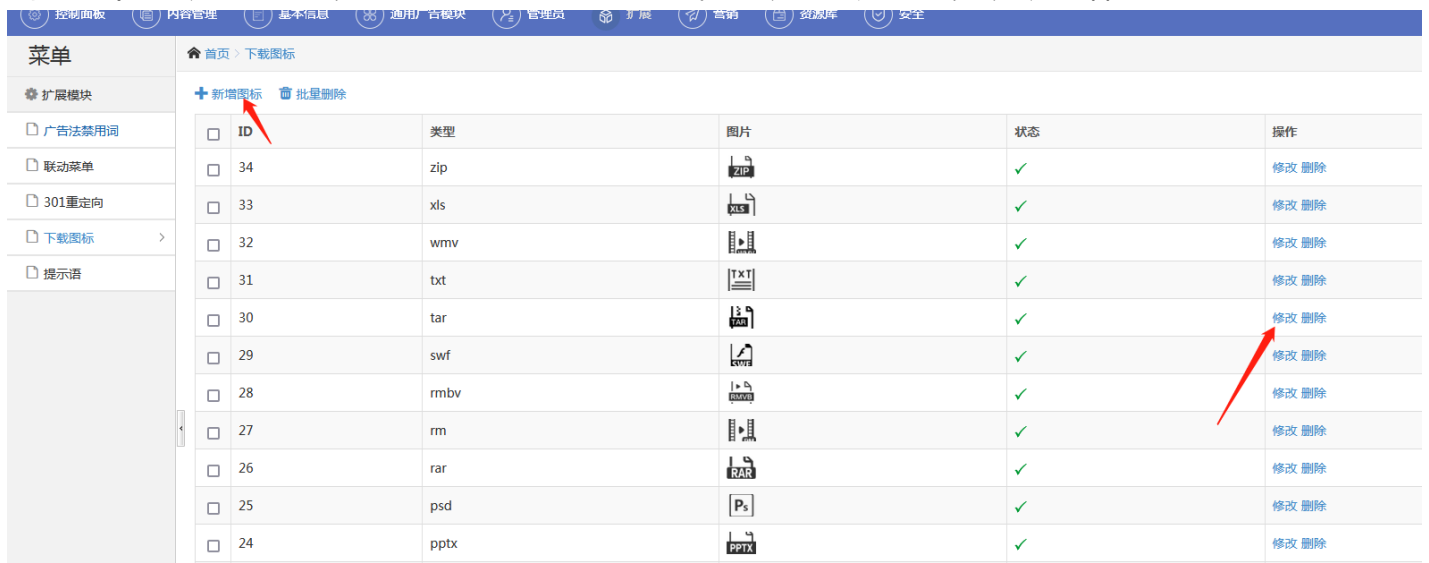 控制面板 内容管理 基本信息 通用广告模块 管理员 扩展 营销 资源库 安全
菜单
首页 > 下载图标
扩展模块
新增图标 批量删除
广告法禁用词
联动菜单
301重定向
下载图标 >
提示语
ID 类型 图片 状态 操作
34 zip ZIP 修改 删除
33 xls XLS 修改 删除
32 wmv 修改 删除
31 txt TXT 修改 删除
30 tar TAR 修改 删除
29 swf SWF 修改 删除
28 rmbv RMVB 修改 删除
27 rm 修改 删除
26 rar RAR 修改 删除
25 psd Ps 修改 删除
24 pptx PPTX 修改 删除